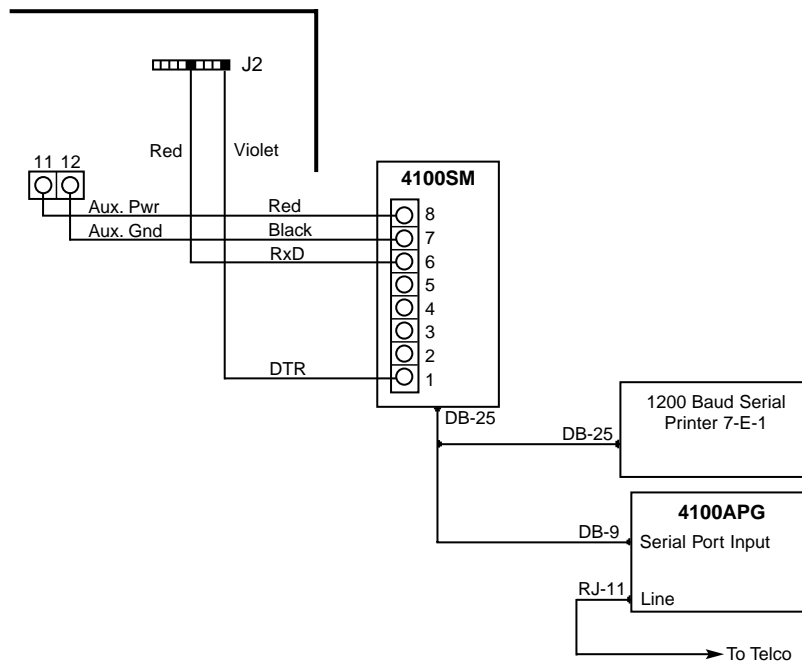 J2
Red Violet
11 12
4100SM
Aux. Pwr Red 8
Aux. Gnd Black 7
RxD 6
5
4
3
2
DTR 1
DB-25
1200 Baud Serial
Printer 7-E-1
DB-25
4100APG
DB-9 Serial Port Input
RJ-11 Line
To Telco